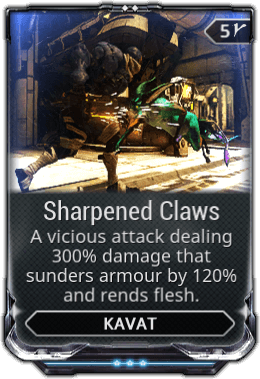 5
Sharpened Claws
A vicious attack dealing
300% damage that
sunders armour by 120%
and rends flesh.
KAVAT